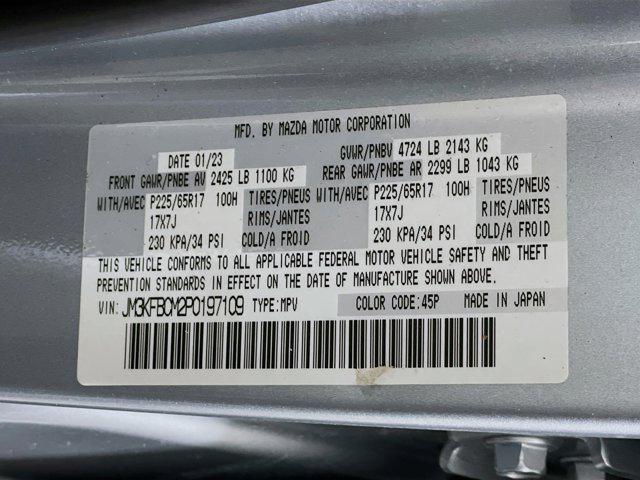 MFD. BY MAZDA MOTOR CORPORATION
DATE 01/23 GVWR/PNBV 4724 LB 2143 KG
FRONT GAWR/PNBE AV 2425 LB 1100 KG REAR GAWR/PNBE AR 2299 LB 1043 KG
WITH/AVEC P225/65R17 100H TIRES/PNEUS WITH/AVEC P225/65R17 100H TIRES/PNEUS
17X7J RIMS/JANTES 17X7J RIMS/JANTES
230 KPA/34 PSI COLD/A FROID 230 KPA/34 PSI COLD/A FROID
THIS VEHICLE CONFORMS TO ALL APPLICABLE FEDERAL MOTOR VEHICLE SAFETY AND THEFT
PREVENTION STANDARDS IN EFFECT ON THE DATE OF MANUFACTURE SHOWN ABOVE.
VIN: JM3KFBCM2P0197109 TYPE:MPV COLOR CODE:45P MADE IN JAPAN